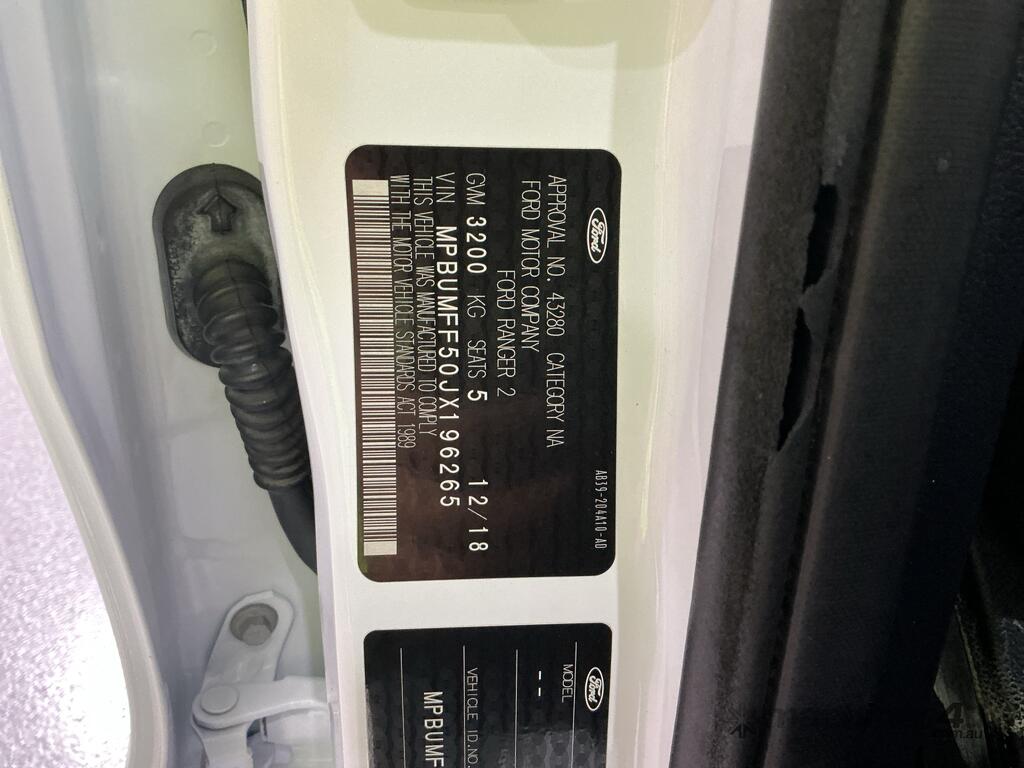 Ford
APPROVAL NO. 43280 CATEGORY NA
FORD MOTOR COMPANY
FORD RANGER 2
GVM 3200 KG SEATS 5 12/18
VIN MPBUMFF50JX196265
THIS VEHICLE WAS MANUFACTURED TO COMPLY
WITH THE MOTOR VEHICLE STANDARDS ACT 1989
AB39-204A10-AD
Ford
MODEL
--
VEHICLE ID.NO.
MPBUMF